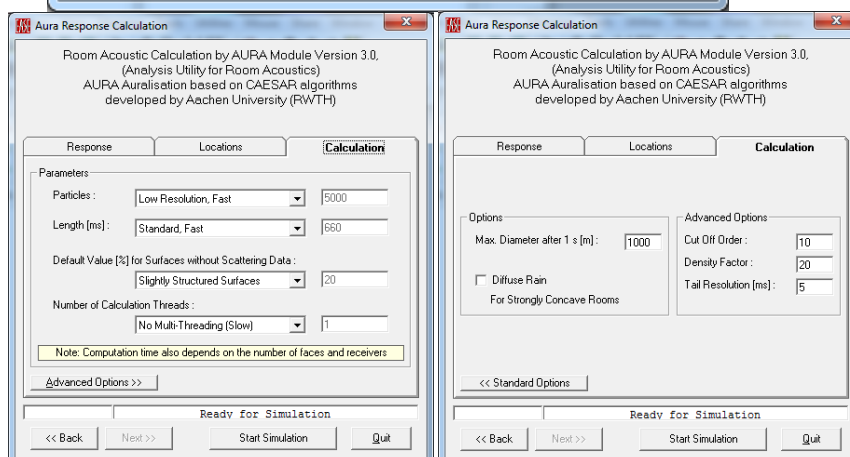 Aura Response Calculation
Room Acoustic Calculation by AURA Module Version 3.0,
(Analysis Utility for Room Acoustics)
AURA Auralisation based on CAESAR algorithms
developed by Aachen University (RWTH)
Response Locations Calculation
Parameters
Particles : Low Resolution, Fast 5000
Length [ms] : Standard, Fast 660
Default Value [%] for Surfaces without Scattering Data :
Slightly Structured Surfaces 20
Number of Calculation Threads :
No Multi-Threading (Slow) 1
Note: Computation time also depends on the number of faces and receivers
Advanced Options >>
Ready for Simulation
<< Back Next >> Start Simulation Quit
Aura Response Calculation
Room Acoustic Calculation by AURA Module Version 3.0,
(Analysis Utility for Room Acoustics)
AURA Auralisation based on CAESAR algorithms
developed by Aachen University (RWTH)
Response Locations Calculation
Options
Max. Diameter after 1 s [m] : 1000
Diffuse Rain
For Strongly Concave Rooms
Advanced Options
Cut Off Order : 10
Density Factor : 20
Tail Resolution [ms] : 5
<< Standard Options
Ready for Simulation
<< Back Next >> Start Simulation Quit